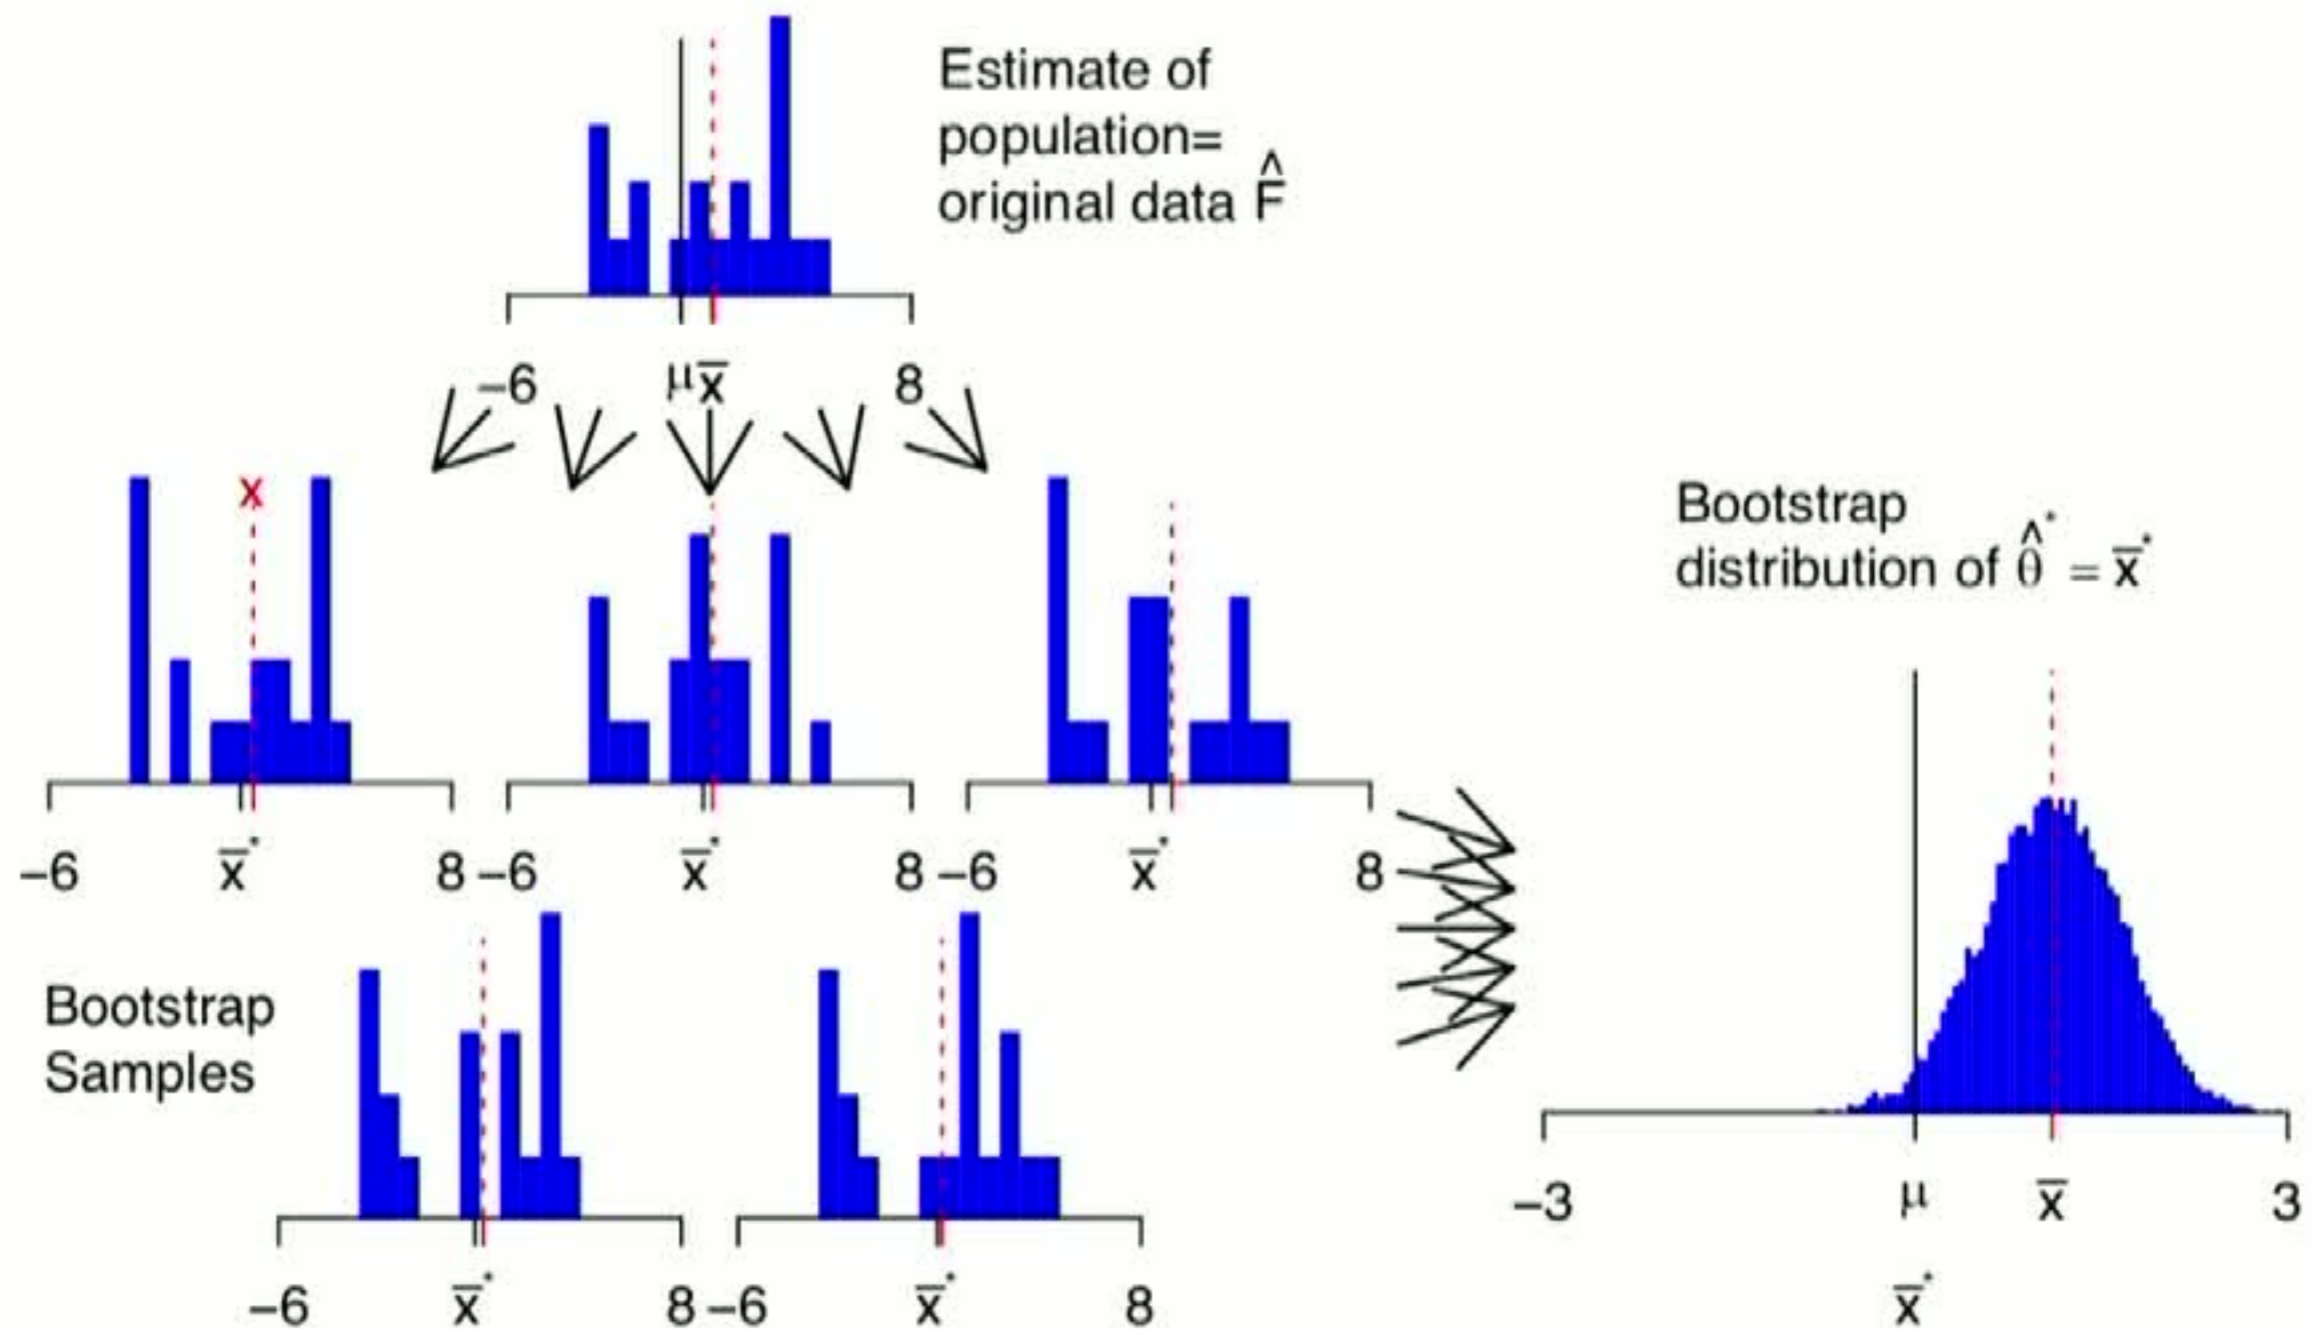 Estimate of
population=
original data F̂
−6 μ x̄ 8
x
Bootstrap
distribution of θ̂* = x̄*
−6 x̄* 8 −6 x̄* 8 −6 x̄* 8
Bootstrap
Samples
−3 μ x̄ 3
−6 x̄* 8 −6 x̄* 8
x̄*